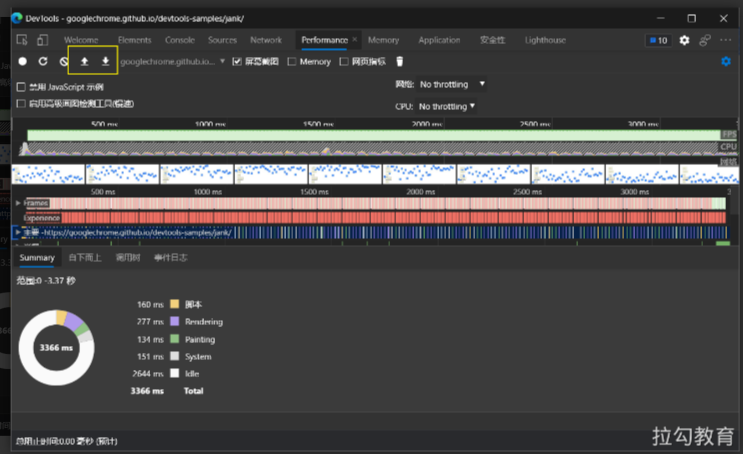 DevTools - googlechrome.github.io/devtools-samples/jank/
Welcome Elements Console Sources Network Performance × Memory Application 安全性 Lighthouse 10
googlechrome.github.io... 屏幕截图 Memory 网页指标
禁用 JavaScript 示例 网络: No throttling
启用高级画图检测工具(慢速) CPU: No throttling
500 ms 1000 ms 1500 ms 2000 ms 2500 ms 3000 ms
FPS
CPU
网络
500 ms 1000 ms 1500 ms 2000 ms 2500 ms 3000 ms 3
Frames
Experience
主要 -https://googlechrome.github.io/devtools-samples/jank/
Summary 自下而上 调用树 事件日志
范围:0 -3.37 秒
160 ms 脚本
277 ms Rendering
134 ms Painting
151 ms System
2644 ms Idle
3366 ms Total
3366 ms
总阻止时间:0.00 毫秒 (预计)
拉勾教育